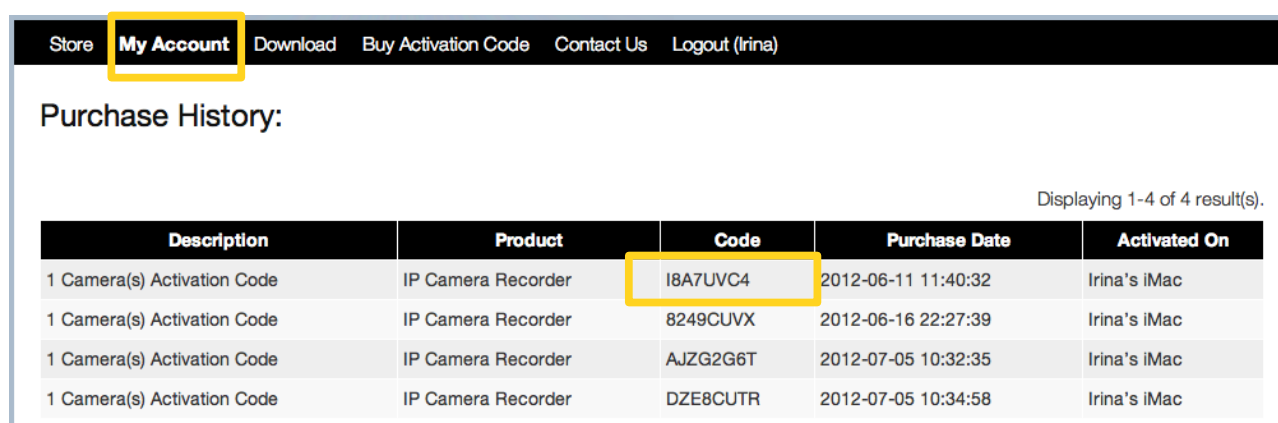 Store My Account Download Buy Activation Code Contact Us Logout (Irina)
Purchase History:
Displaying 1-4 of 4 result(s).
Description Product Code Purchase Date Activated On
1 Camera(s) Activation Code IP Camera Recorder I8A7UVC4 2012-06-11 11:40:32 Irina's iMac
1 Camera(s) Activation Code IP Camera Recorder 8249CUVX 2012-06-16 22:27:39 Irina's iMac
1 Camera(s) Activation Code IP Camera Recorder AJZG2G6T 2012-07-05 10:32:35 Irina's iMac
1 Camera(s) Activation Code IP Camera Recorder DZE8CUTR 2012-07-05 10:34:58 Irina's iMac